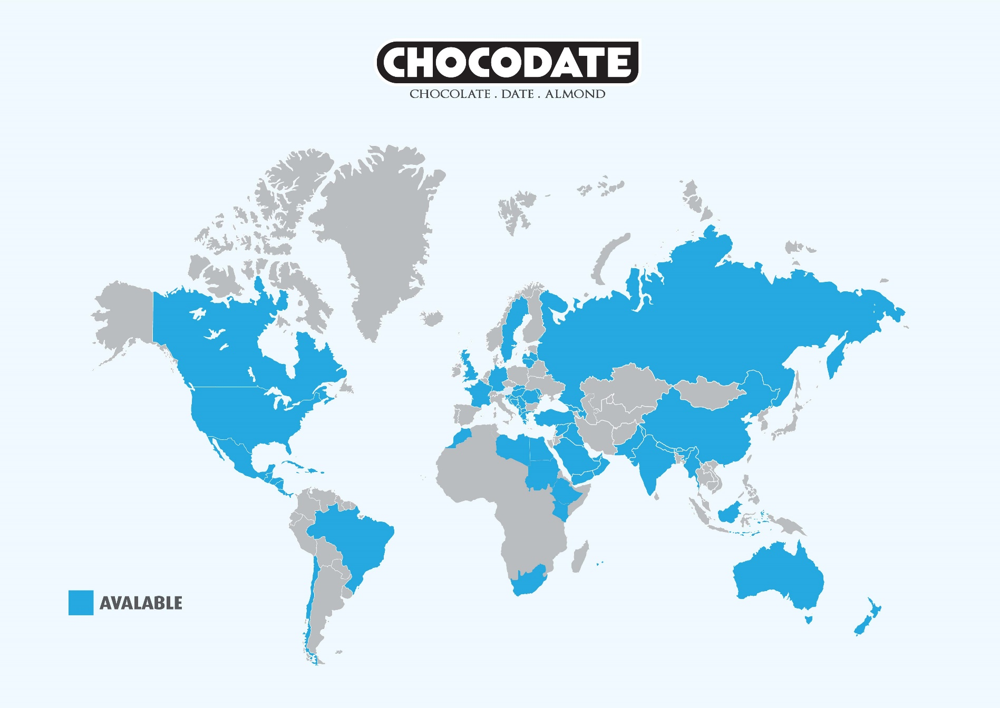 CHOCODATE
CHOCOLATE . DATE . ALMOND
AVALABLE